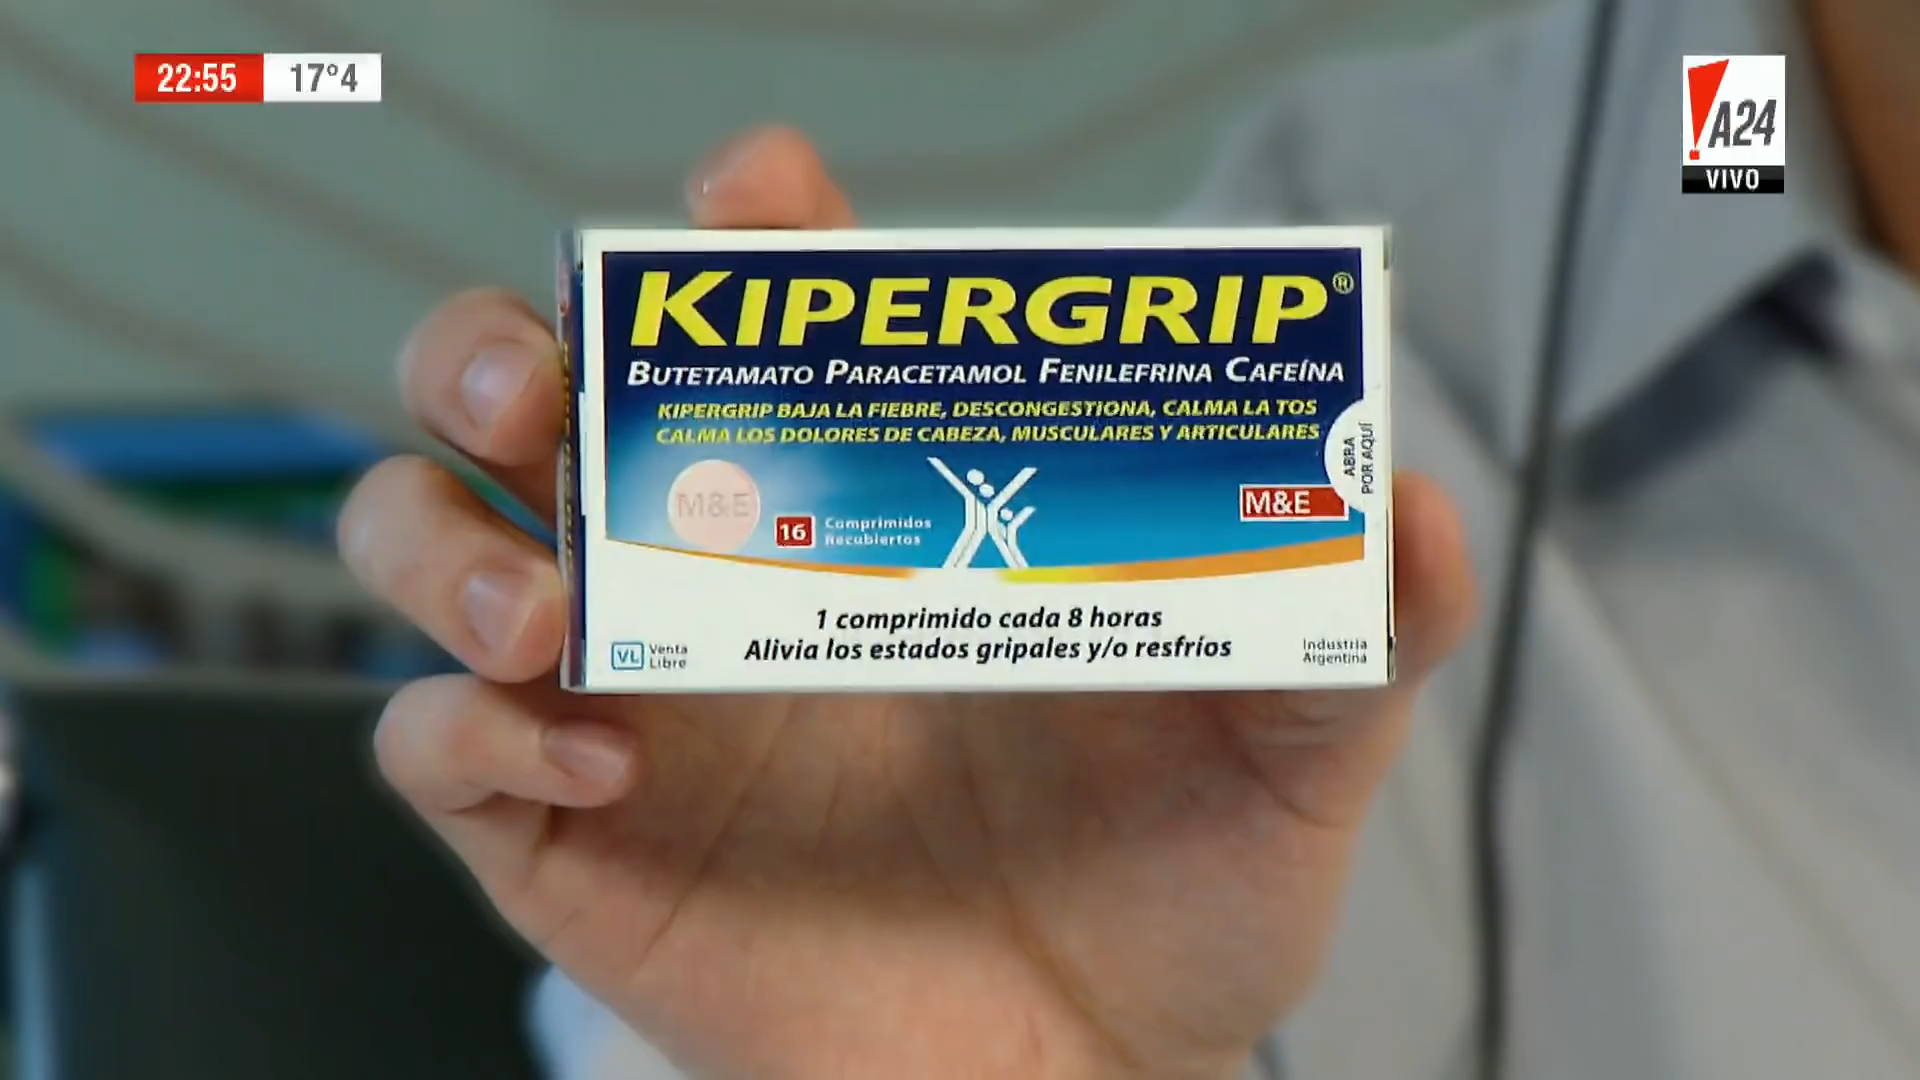 22:55 17°4
A24
VIVO
KIPERGRIP®
BUTETAMATO PARACETAMOL FENILEFRINA CAFEÍNA
KIPERGRIP BAJA LA FIEBRE, DESCONGESTIONA, CALMA LA TOS
CALMA LOS DOLORES DE CABEZA, MUSCULARES Y ARTICULARES
ABRA
POR AQUÍ
M&E
16 Comprimidos
Recubiertos
M&E
1 comprimido cada 8 horas
Alivia los estados gripales y/o resfríos
VL Venta
Libre
Industria
Argentina